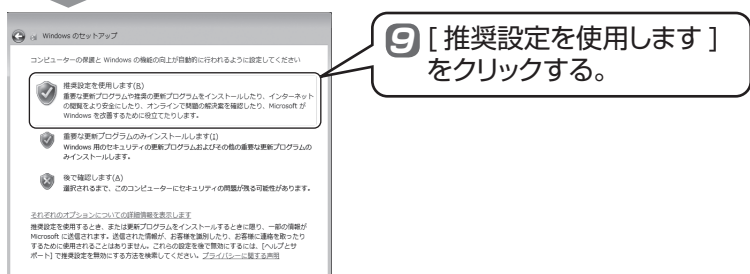 Windows のセットアップ
コンピューターの保護と Windows の機能の向上が自動的に行われるように設定してください
推奨設定を使用します(R)
重要な更新プログラムや推奨の更新プログラムをインストールしたり、インターネット
の閲覧をより安全にしたり、オンラインで問題の解決策を確認したり、Microsoft が
Windows を改善するために役立てたりします。
重要な更新プログラムのみインストールします(I)
Windows 用のセキュリティの更新プログラムおよびその他の重要な更新プログラムの
みインストールします。
後で確認します(A)
選択されるまで、このコンピューターにセキュリティの問題が残る可能性があります。
それぞれのオプションについての詳細情報を表示します
推奨設定を使用するとき、または更新プログラムをインストールするときに限り、一部の情報が
Microsoft に送信されます。送信された情報が、お客様を識別したり、お客様に連絡を取ったり
するために使用されることはありません。これらの設定を後で無効にするには、[ヘルプとサ
ポート] で推奨設定を無効にする方法を検索してください。プライバシーに関する声明
9 [ 推奨設定を使用します ]
をクリックする。